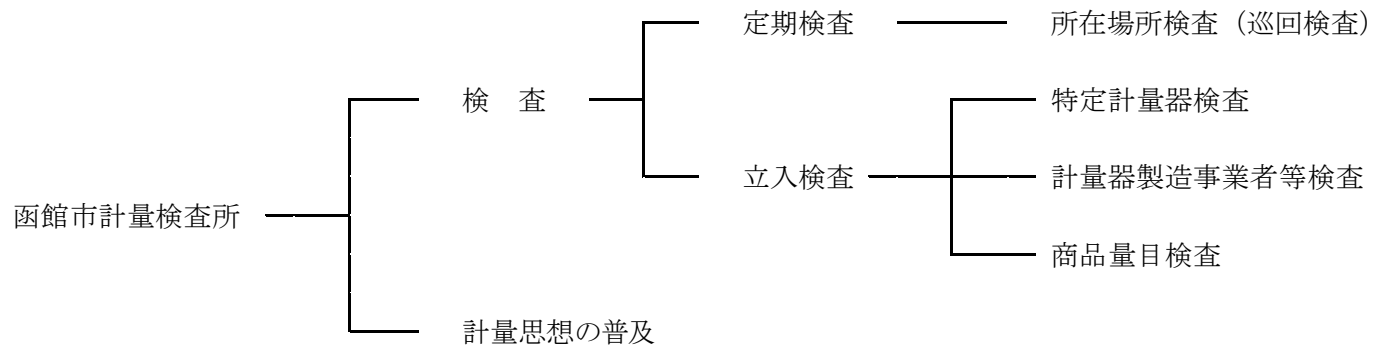 定期検査
所在場所検査（巡回検査）
検　査
特定計量器検査
立入検査
計量器製造事業者等検査
函館市計量検査所
商品量目検査
計量思想の普及